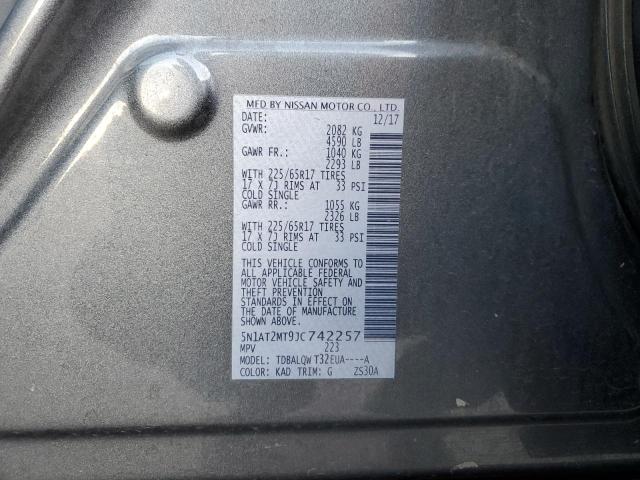 MFD BY NISSAN MOTOR CO., LTD.
DATE: 12/17
GVWR: 2082 KG
4590 LB
GAWR FR.: 1040 KG
2293 LB
WITH 225/65R17 TIRES
17 X 7J RIMS AT 33 PSI
COLD SINGLE
GAWR RR.: 1055 KG
2326 LB
WITH 225/65R17 TIRES
17 X 7J RIMS AT 33 PSI
COLD SINGLE
THIS VEHICLE CONFORMS TO
ALL APPLICABLE FEDERAL
MOTOR VEHICLE SAFETY AND
THEFT PREVENTION
STANDARDS IN EFFECT ON
THE DATE OF MANUFACTURE
SHOWN ABOVE.
5N1AT2MT9JC742257
MPV 223
MODEL: TDBALQW T32EUA----A
COLOR: KAD TRIM: G ZS30A